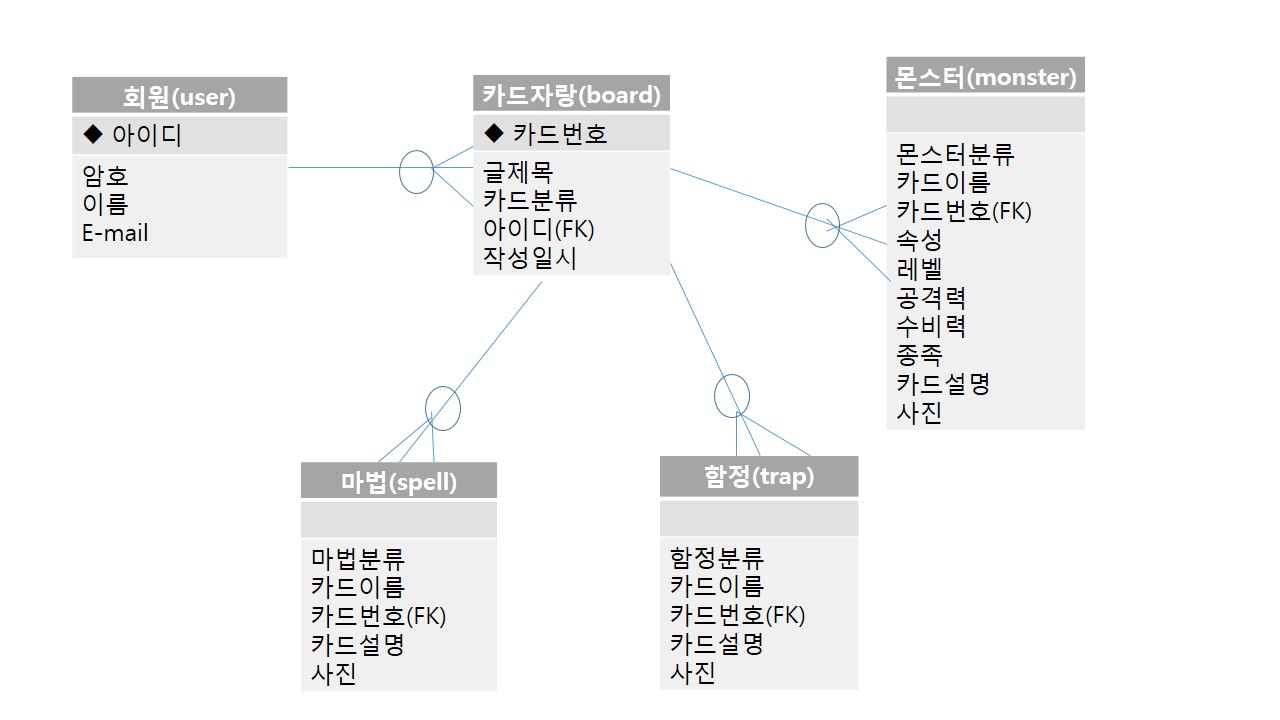 회원(user)
◆ 아이디
암호
이름
E-mail
카드자랑(board)
◆ 카드번호
글제목
카드분류
아이디(FK)
작성일시
몬스터(monster)
몬스터분류
카드이름
카드번호(FK)
속성
레벨
공격력
수비력
종족
카드설명
사진
마법(spell)
마법분류
카드이름
카드번호(FK)
카드설명
사진
함정(trap)
함정분류
카드이름
카드번호(FK)
카드설명
사진